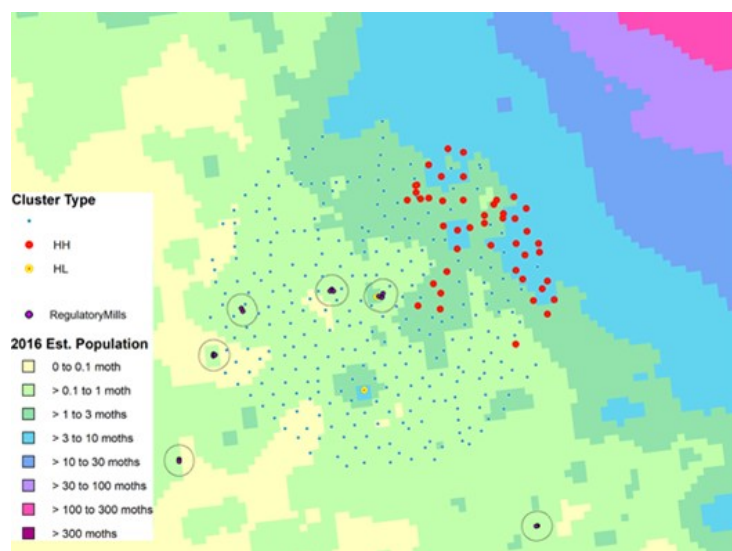 Cluster Type
HH
HL
RegulatoryMills
2016 Est. Population
0 to 0.1 moth
> 0.1 to 1 moth
> 1 to 3 moths
> 3 to 10 moths
> 10 to 30 moths
> 30 to 100 moths
> 100 to 300 moths
> 300 moths